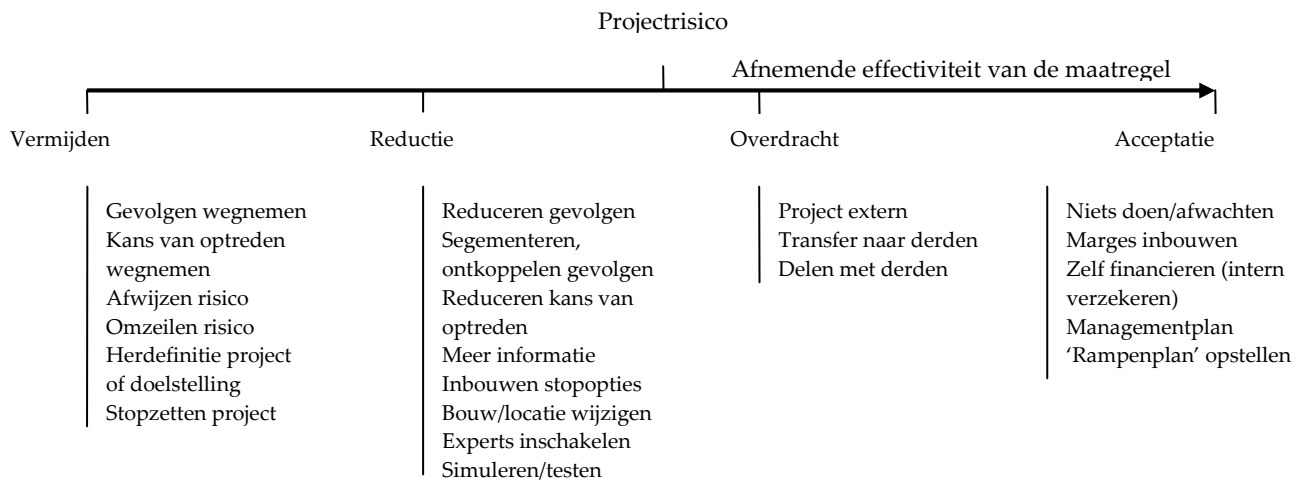 Projectrisico
Afnemende effectiviteit van de maatregel
Vermijden
Reductie
Overdracht
Acceptatie
Gevolgen wegnemen
Kans van optreden
wegnemen
Afwijzen risico
Omzeilen risico
Herdefinitie project
of doelstelling
Stopzetten project
Reduceren gevolgen
Segementeren,
ontkoppelen gevolgen
Reduceren kans van
optreden
Meer informatie
Inbouwen stopopties
Bouw/locatie wijzigen
Experts inschakelen
Simuleren/testen
Project extern
Transfer naar derden
Delen met derden
Niets doen/afwachten
Marges inbouwen
Zelf financieren (intern
verzekeren)
Managementplan
‘Rampenplan’ opstellen